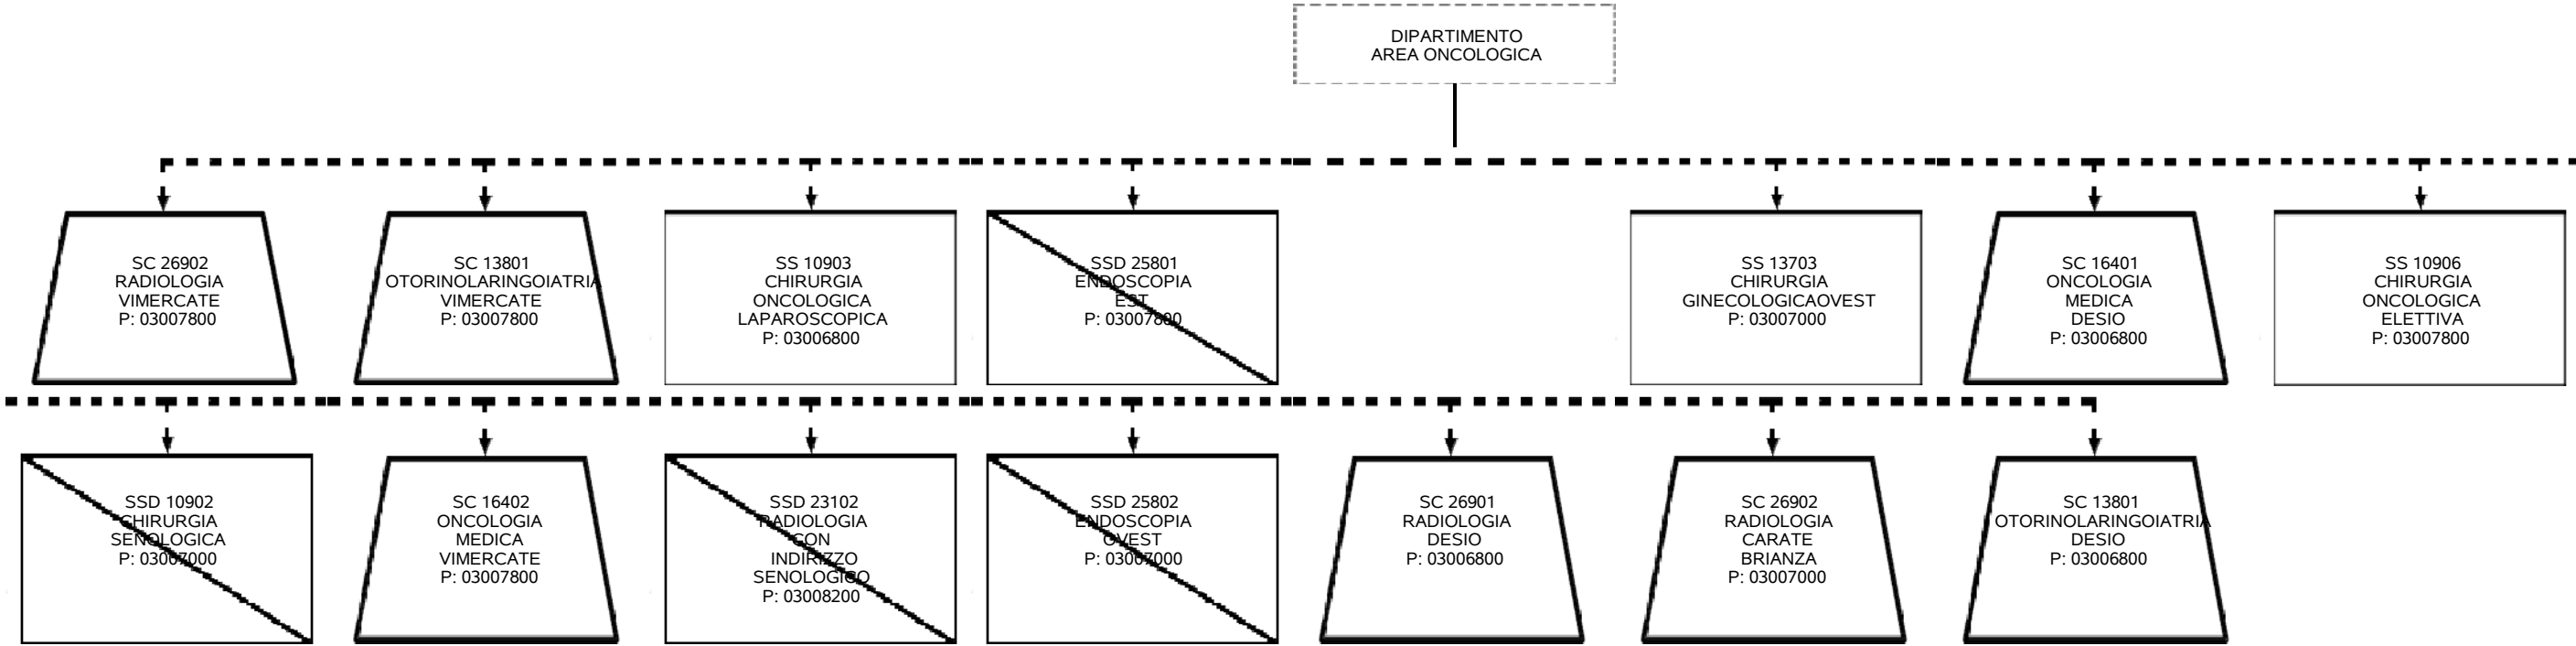 DIPARTIMENTO
AREA ONCOLOGICA
SC 26902
RADIOLOGIA
VIMERCATE
P: 03007800
SC 13801
OTORINOLARINGOIATRIA
VIMERCATE
P: 03007800
SS 10903
CHIRURGIA
ONCOLOGICA
LAPAROSCOPICA
P: 03006800
SSD 25801
ENDOSCOPIA
EST
P: 03007800
SS 13703
CHIRURGIA
GINECOLOGICAOVEST
P: 03007000
SC 16401
ONCOLOGIA
MEDICA
DESIO
P: 03006800
SS 10906
CHIRURGIA
ONCOLOGICA
ELETTIVA
P: 03007800
SSD 10902
CHIRURGIA
SENOLOGICA
P: 03007000
SC 16402
ONCOLOGIA
MEDICA
VIMERCATE
P: 03007800
SSD 23102
RADIOLOGIA
CON
INDIRIZZO
SENOLOGICO
P: 03008200
SSD 25802
ENDOSCOPIA
OVEST
P: 03007000
SC 26901
RADIOLOGIA
DESIO
P: 03006800
SC 26902
RADIOLOGIA
CARATE
BRIANZA
P: 03007000
SC 13801
OTORINOLARINGOIATRIA
DESIO
P: 03006800